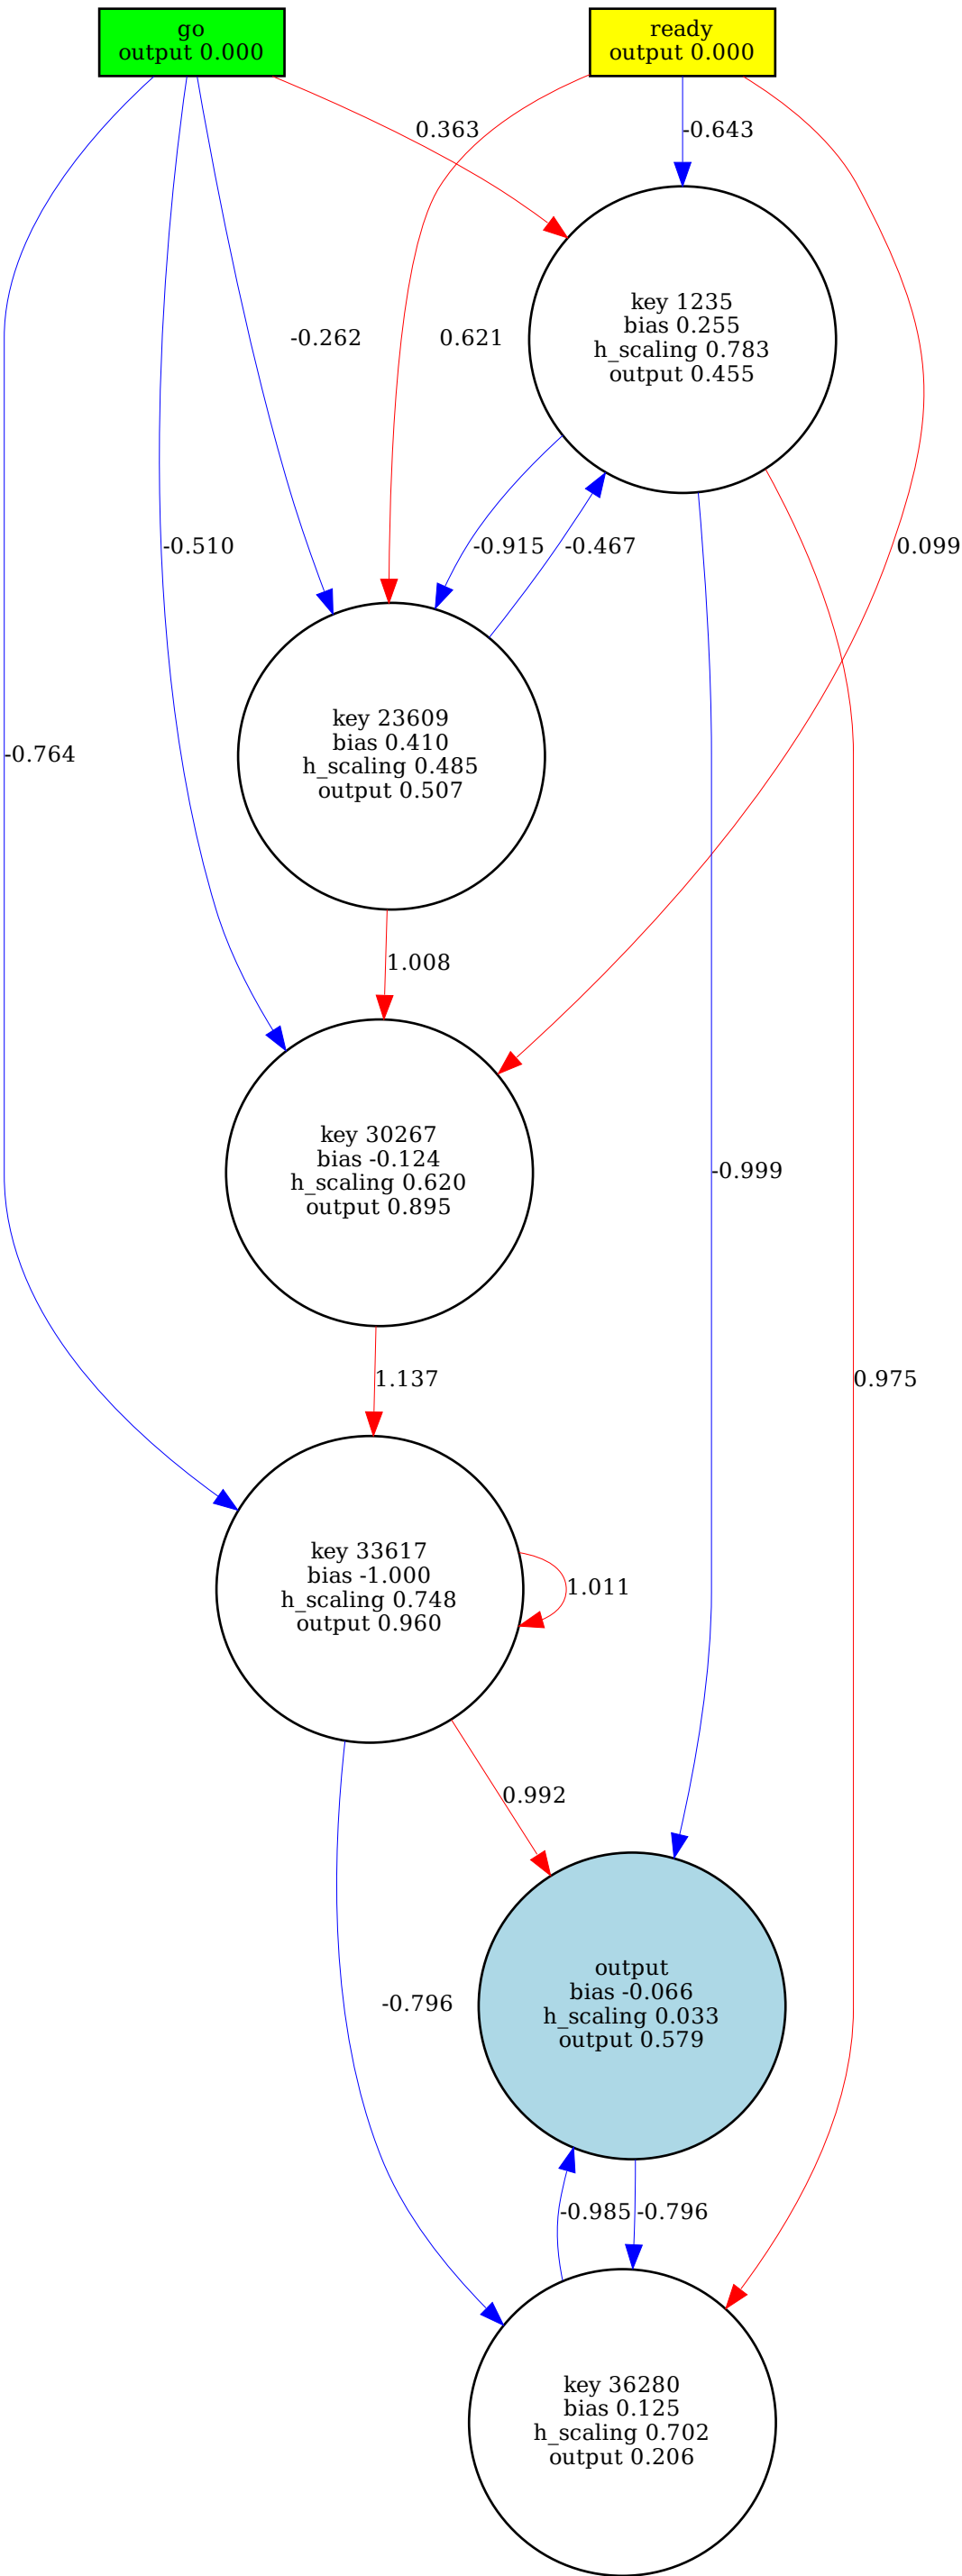 go
output 0.000
ready
output 0.000
0.363
-0.643
key 1235
bias 0.255
h_scaling 0.783
output 0.455
-0.262
0.621
-0.510
-0.915
-0.467
0.099
key 23609
bias 0.410
h_scaling 0.485
output 0.507
-0.764
1.008
key 30267
bias -0.124
h_scaling 0.620
output 0.895
-0.999
1.137
0.975
key 33617
bias -1.000
h_scaling 0.748
output 0.960
1.011
0.992
output
bias -0.066
h_scaling 0.033
output 0.579
-0.796
-0.985
-0.796
key 36280
bias 0.125
h_scaling 0.702
output 0.206